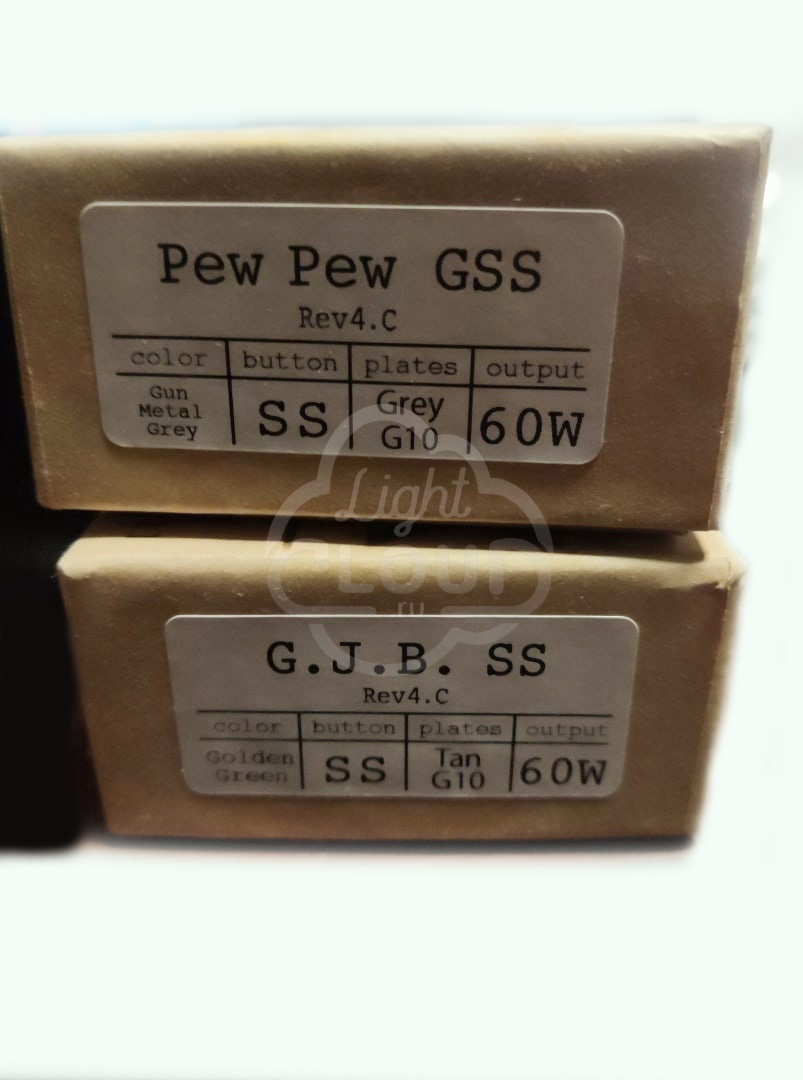 Pew Pew GSS
Rev4.C
color button plates output
Gun Metal Grey SS Grey G10 60W
Light
CLOUD
.ru
G.J.B. SS
Rev4.C
color button plates output
Golden Green SS Tan G10 60W